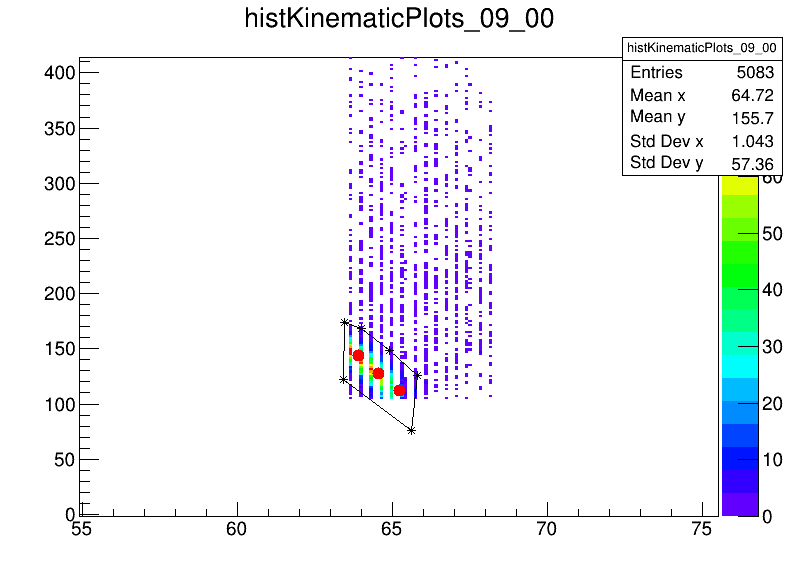 histKinematicPlots_09_00
histKinematicPlots_09_00
Entries 5083
Mean x 64.72
Mean y 155.7
Std Dev x 1.043
Std Dev y 57.36
400
350
300
250
200
150
100
50
0
55 60 65 70 75
60
50
40
30
20
10
0